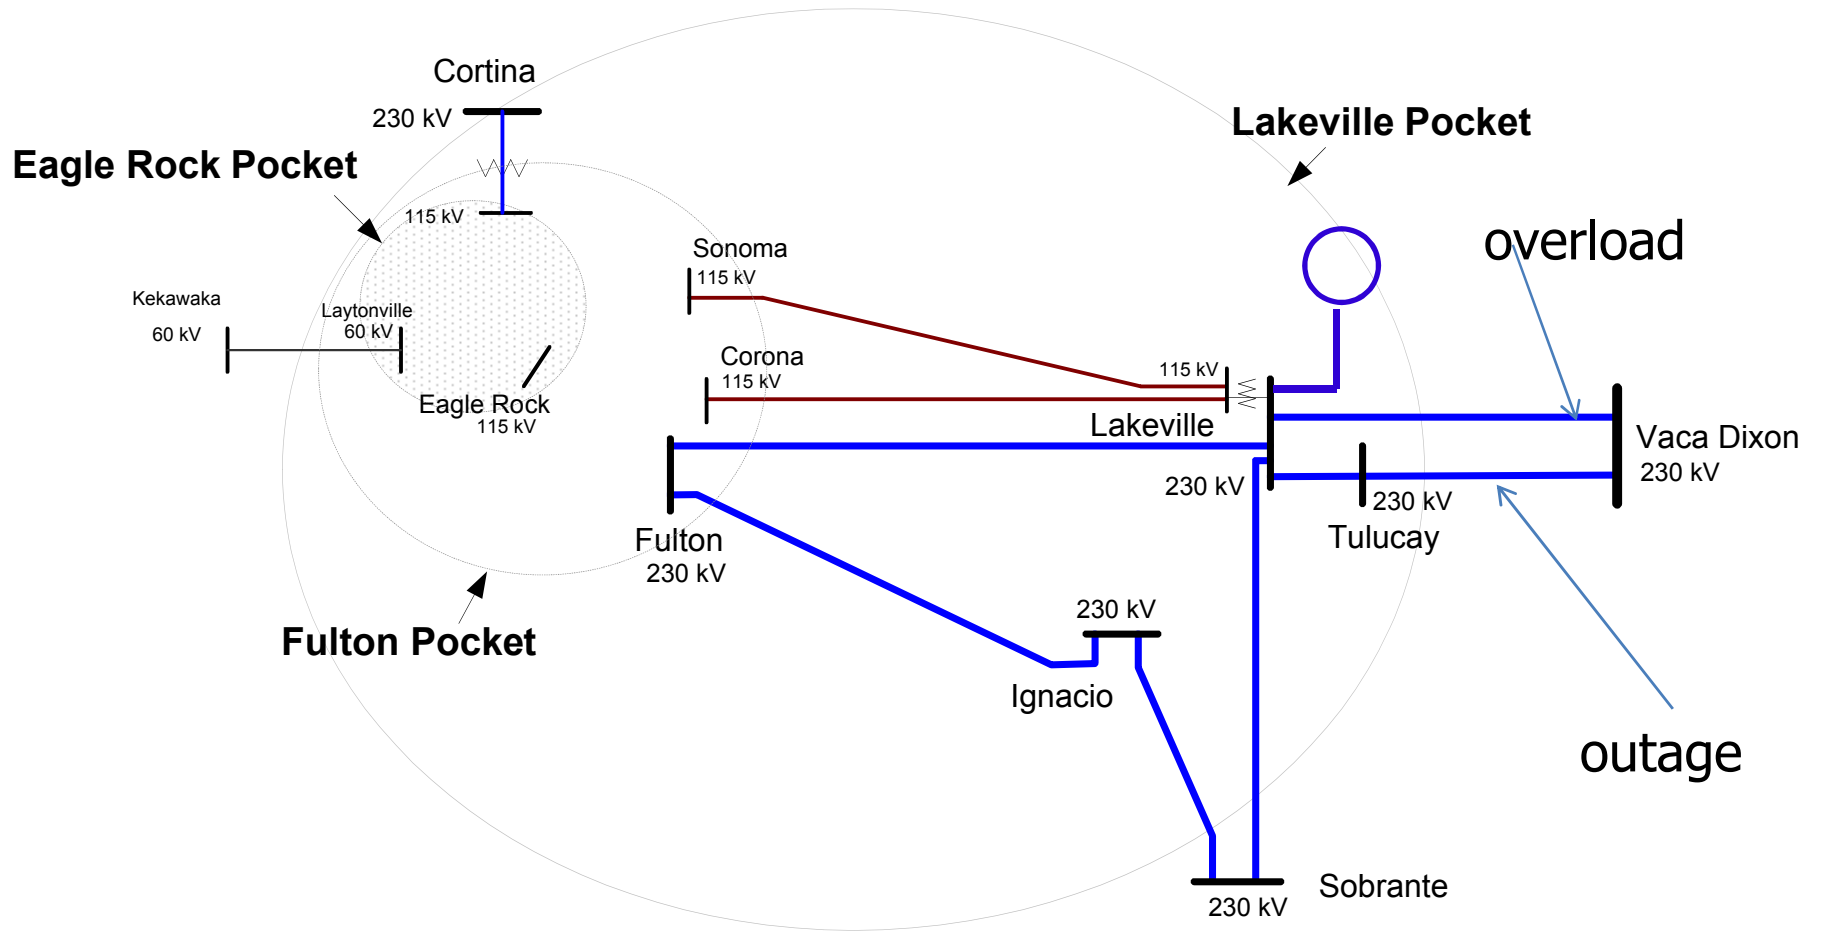 Cortina
230 kV
Lakeville Pocket
Eagle Rock Pocket
115 kV
overload
Sonoma
115 kV
Kekawaka
60 kV
Laytonville
60 kV
Corona
115 kV
115 kV
Eagle Rock
115 kV
Lakeville
230 kV
Vaca Dixon
230 kV
230 kV
Tulucay
Fulton
230 kV
Fulton Pocket
230 kV
Ignacio
outage
Sobrante
230 kV